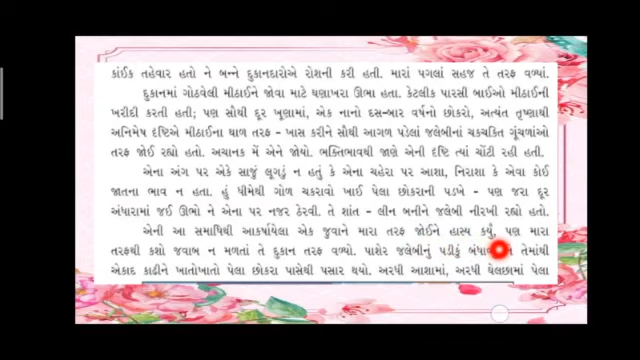 કાંઈક તહેવાર હતો ને બન્ને દુકાનદારોએ રોશની કરી હતી. મારાં પગલાં સહજ તે તરફ વળ્યાં.
દુકાનમાં ગોઠવેલી મીઠાઈને જોવા માટે ઘણાખરા ઊભા હતા. કેટલીક પારસી બાઈઓ મીઠાઈની
ખરીદી કરતી હતી; પણ સૌથી દૂર ખૂણામાં, એક નાનો દસ-બાર વર્ષનો છોકરો, અત્યંત તૃષ્ણાથી
અનિમેષ દૃષ્ટિએ મીઠાઈના થાળ તરફ – ખાસ કરીને સૌથી આગળ પડેલાં જલેબીનાં ચકચકિત ગૂંચળાંઓ
તરફ જોઈ રહ્યો હતો. અચાનક મેં એને જોયો. ભક્તિભાવથી જાણે એની દૃષ્ટિ ત્યાં ચોંટી રહી હતી.
એના અંગ પર એકે સાજું લૂગડું ન હતું કે એના ચહેરા પર આશા, નિરાશા કે એવા કોઈ
જાતના ભાવ ન હતા. હું ધીમેથી ગોળ ચકરાવો ખાઈ પેલા છોકરાની પડખે – પણ જરા દૂર
અંધારામાં જઈ ઊભો ને એના પર નજર ઠેરવી. તે શાંત – લીન બનીને જલેબી નીરખી રહ્યો હતો.
એની આ સમાધિથી આકર્ષાયેલા એક જુવાને મારા તરફ જોઈને હાસ્ય કર્યું, પણ મારા
તરફથી કશો જવાબ ન મળતાં તે દુકાન તરફ વળ્યો. પાશેર જલેબીનું પડીકું તેમાંથી
એકાદ કાઢીને ખાતોખાતો પેલા છોકરા પાસેથી પસાર થયો. અરધી આશામાં, અરધી ઘેલછામાં પેલા